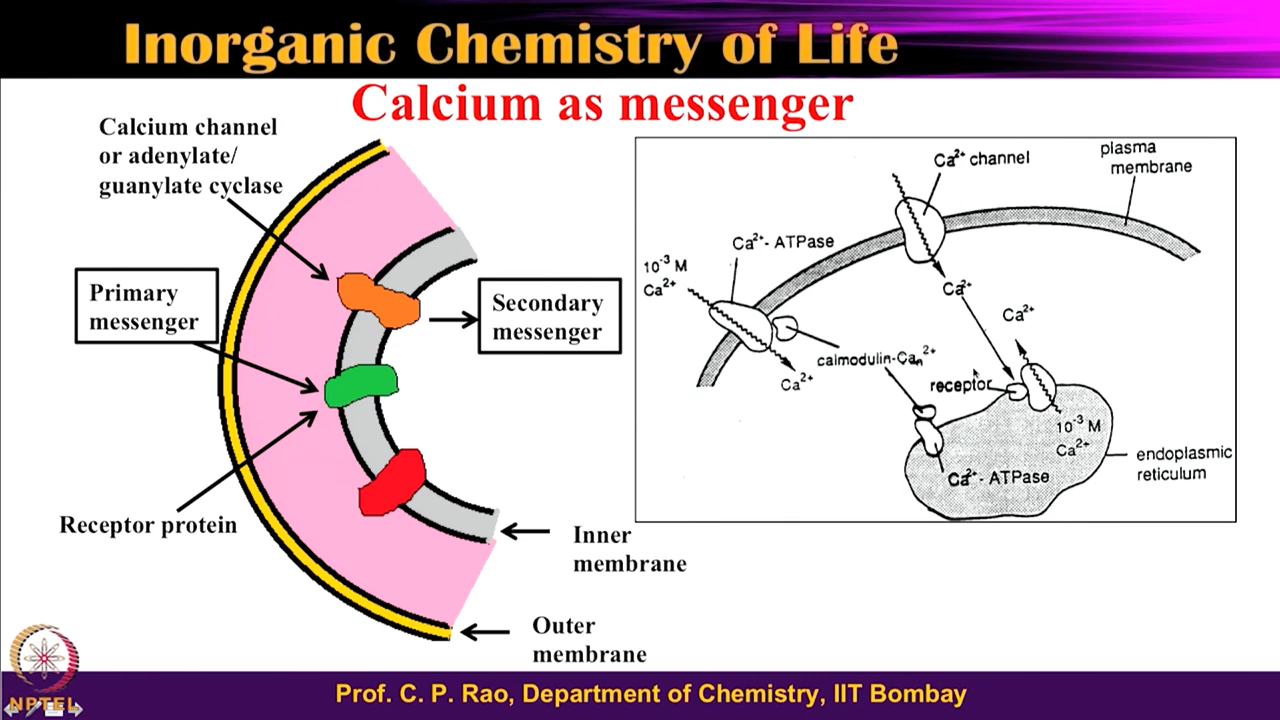 Inorganic Chemistry of Life
Calcium as messenger
Calcium channel
or adenylate/
guanylate cyclase
Primary
messenger
Secondary
messenger
Receptor protein
Inner
membrane
Outer
membrane
Ca²⁺ channel
plasma
membrane
Ca²⁺- ATPase
10⁻³ M
Ca²⁺
Ca²⁺
Ca²⁺
Ca²⁺
calmodulin-Caₙ²⁺
receptor
10⁻³ M
Ca²⁺
Ca²⁺- ATPase
endoplasmic
reticulum
NPTEL
Prof. C. P. Rao, Department of Chemistry, IIT Bombay